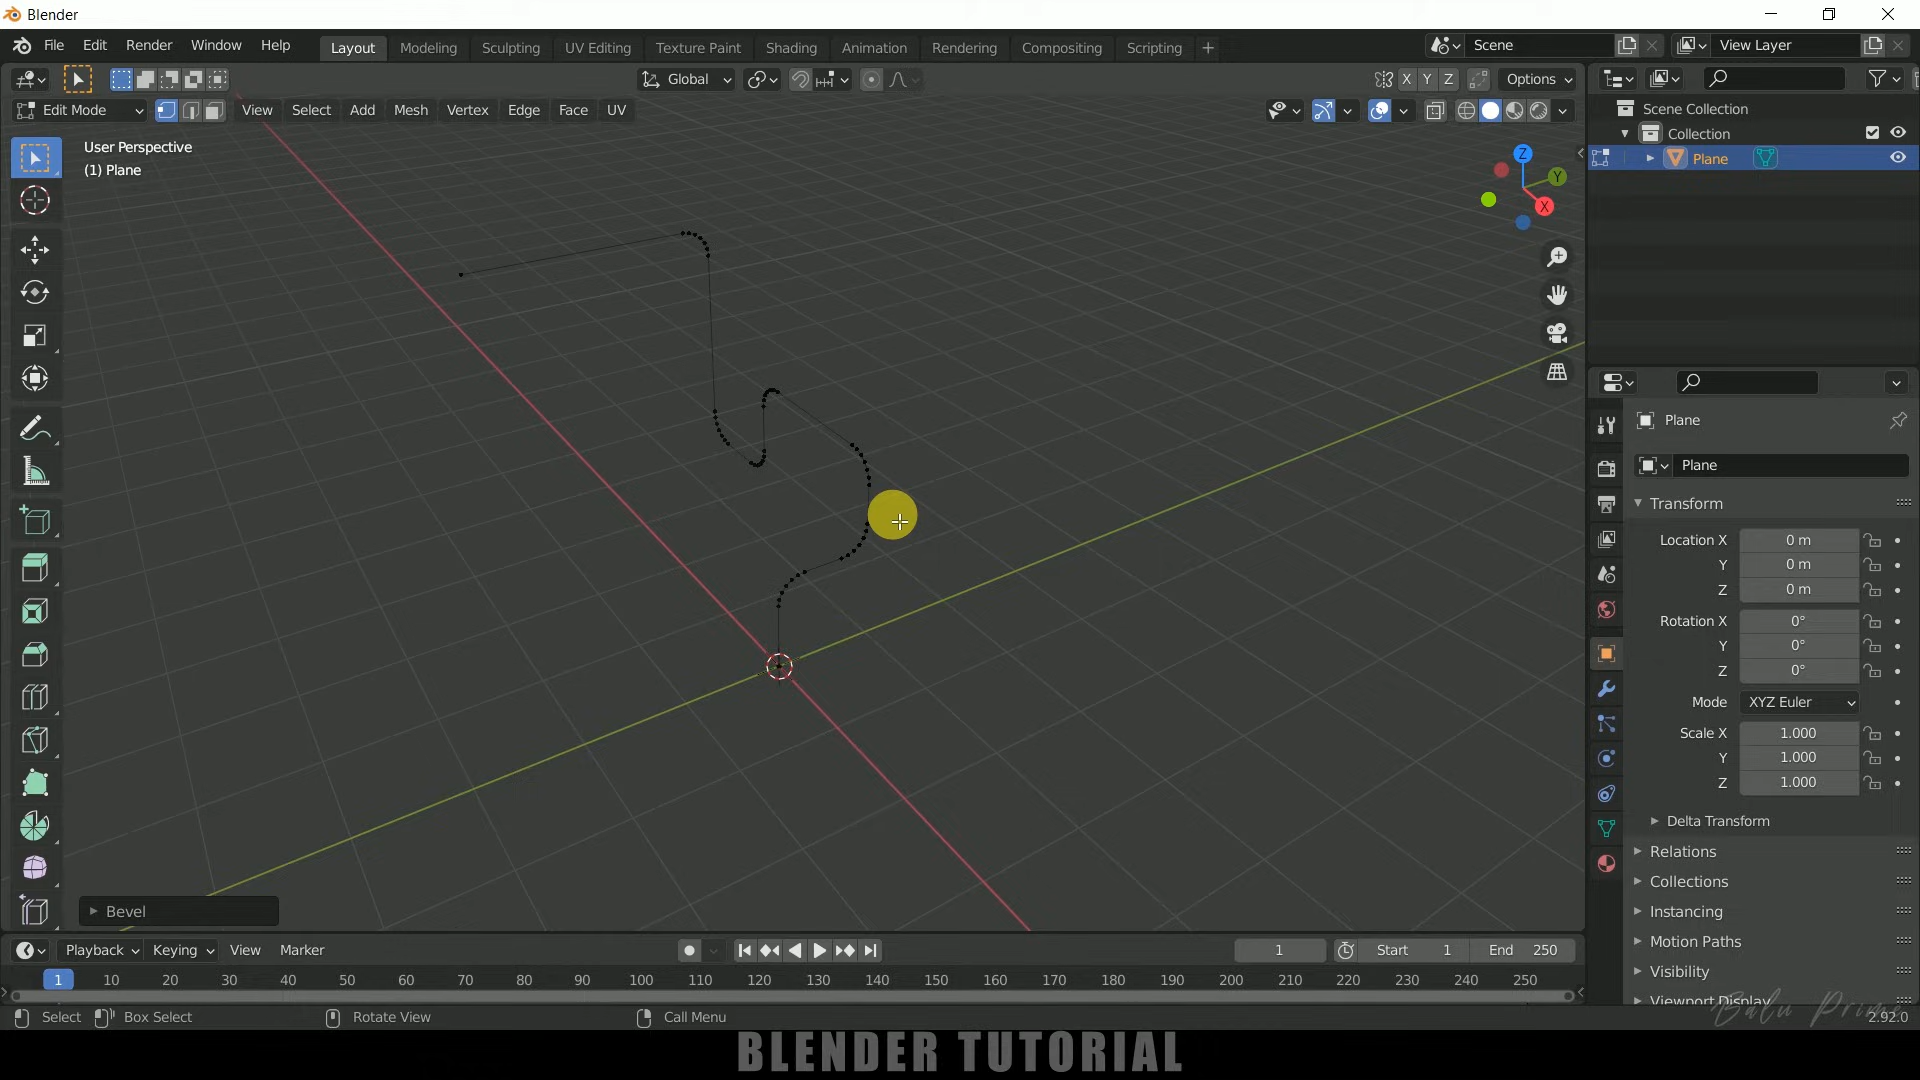 Blender
File Edit Render Window Help Layout Modeling Sculpting UV Editing Texture Paint Shading Animation Rendering Compositing Scripting + Scene View Layer
Global X Y Z Options
Edit Mode View Select Add Mesh Vertex Edge Face UV
User Perspective
(1) Plane
Z
Y
X
Scene Collection
Collection
Plane
Plane
Plane
Transform
Location X 0 m
Y 0 m
Z 0 m
Rotation X 0°
Y 0°
Z 0°
Mode XYZ Euler
Scale X 1.000
Y 1.000
Z 1.000
Delta Transform
Relations
Collections
Instancing
Motion Paths
Visibility
Viewport Display
Bevel
Playback Keying View Marker 1 Start 1 End 250
1 10 20 30 40 50 60 70 80 90 100 110 120 130 140 150 160 170 180 190 200 210 220 230 240 250
Select Box Select Rotate View Call Menu 2.92.0
Balu Prime
BLENDER TUTORIAL